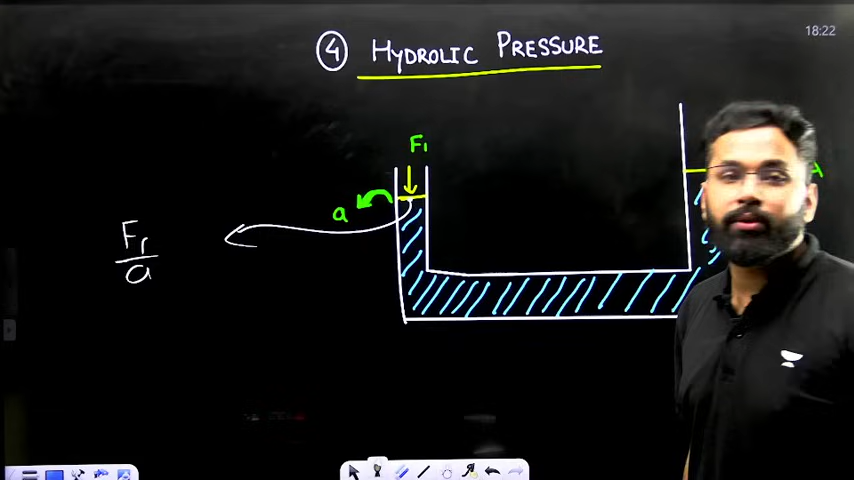 18:22
④ HYDROLIC PRESSURE
F₁
a
A
F₁
a